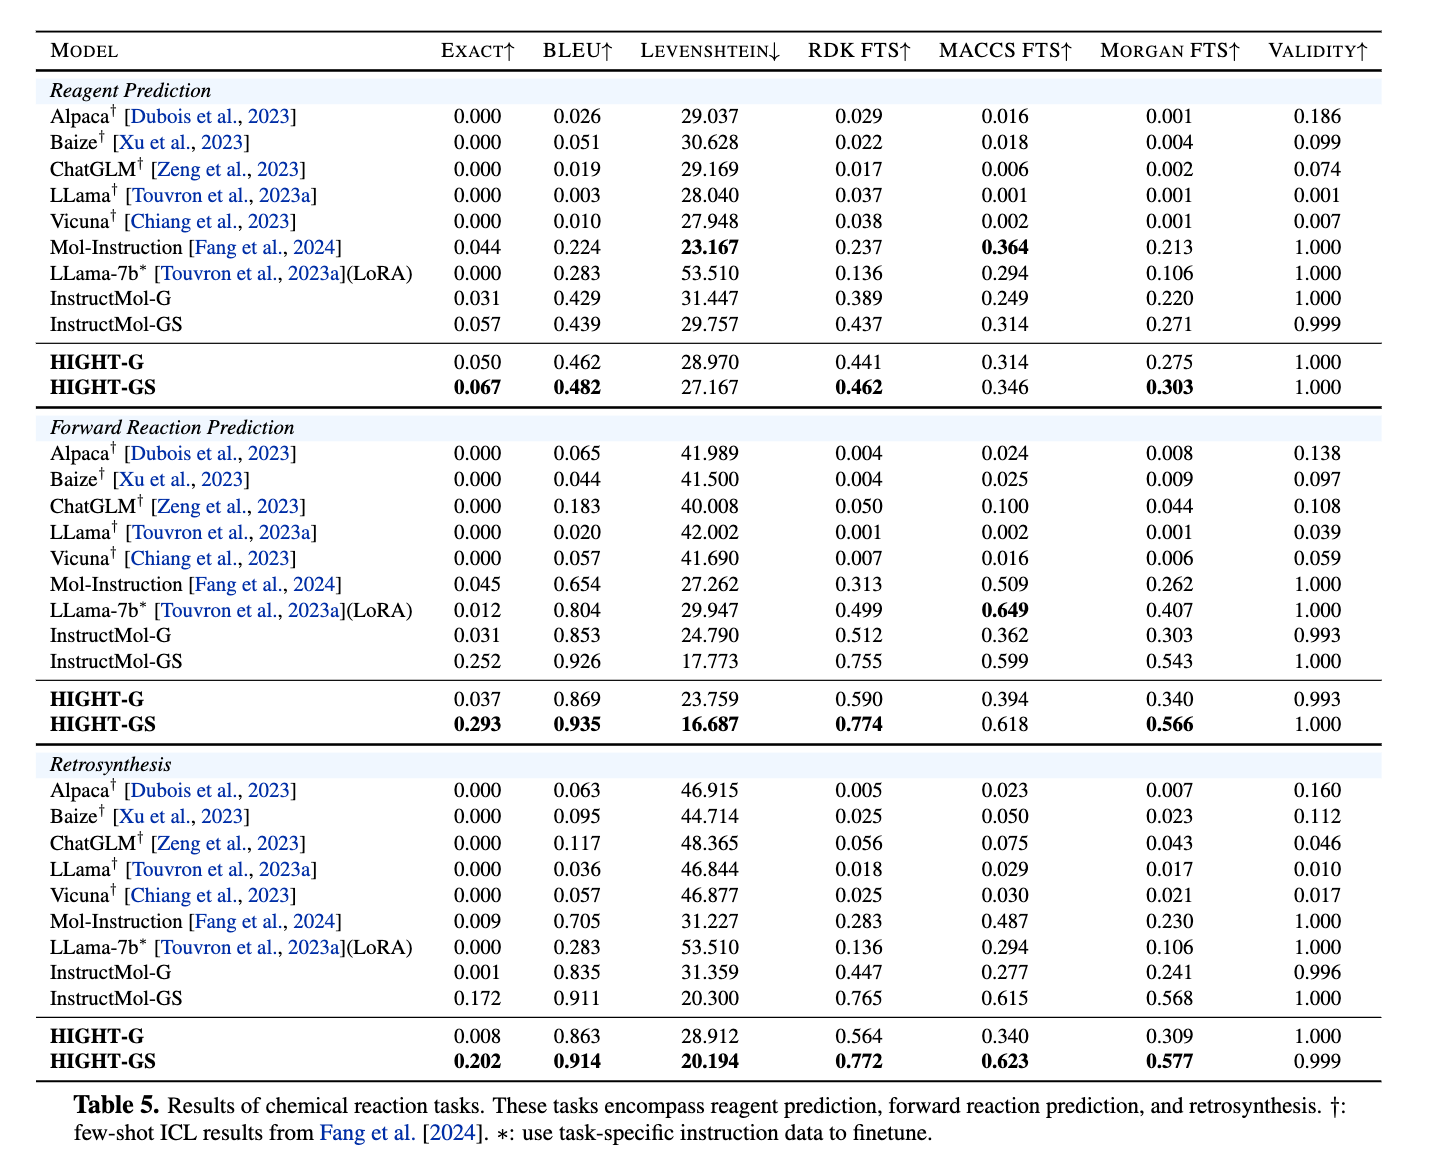 MODEL EXACT↑ BLEU↑ LEVENSHTEIN↓ RDK FTS↑ MACCS FTS↑ MORGAN FTS↑ VALIDITY↑
Reagent Prediction
Alpaca† [Dubois et al., 2023] 0.000 0.026 29.037 0.029 0.016 0.001 0.186
Baize† [Xu et al., 2023] 0.000 0.051 30.628 0.022 0.018 0.004 0.099
ChatGLM† [Zeng et al., 2023] 0.000 0.019 29.169 0.017 0.006 0.002 0.074
LLama† [Touvron et al., 2023a] 0.000 0.003 28.040 0.037 0.001 0.001 0.001
Vicuna† [Chiang et al., 2023] 0.000 0.010 27.948 0.038 0.002 0.001 0.007
Mol-Instruction [Fang et al., 2024] 0.044 0.224 23.167 0.237 0.364 0.213 1.000
LLama-7b* [Touvron et al., 2023a](LoRA) 0.000 0.283 53.510 0.136 0.294 0.106 1.000
InstructMol-G 0.031 0.429 31.447 0.389 0.249 0.220 1.000
InstructMol-GS 0.057 0.439 29.757 0.437 0.314 0.271 0.999
HIGHT-G 0.050 0.462 28.970 0.441 0.314 0.275 1.000
HIGHT-GS 0.067 0.482 27.167 0.462 0.346 0.303 1.000
Forward Reaction Prediction
Alpaca† [Dubois et al., 2023] 0.000 0.065 41.989 0.004 0.024 0.008 0.138
Baize† [Xu et al., 2023] 0.000 0.044 41.500 0.004 0.025 0.009 0.097
ChatGLM† [Zeng et al., 2023] 0.000 0.183 40.008 0.050 0.100 0.044 0.108
LLama† [Touvron et al., 2023a] 0.000 0.020 42.002 0.001 0.002 0.001 0.039
Vicuna† [Chiang et al., 2023] 0.000 0.057 41.690 0.007 0.016 0.006 0.059
Mol-Instruction [Fang et al., 2024] 0.045 0.654 27.262 0.313 0.509 0.262 1.000
LLama-7b* [Touvron et al., 2023a](LoRA) 0.012 0.804 29.947 0.499 0.649 0.407 1.000
InstructMol-G 0.031 0.853 24.790 0.512 0.362 0.303 0.993
InstructMol-GS 0.252 0.926 17.773 0.755 0.599 0.543 1.000
HIGHT-G 0.037 0.869 23.759 0.590 0.394 0.340 0.993
HIGHT-GS 0.293 0.935 16.687 0.774 0.618 0.566 1.000
Retrosynthesis
Alpaca† [Dubois et al., 2023] 0.000 0.063 46.915 0.005 0.023 0.007 0.160
Baize† [Xu et al., 2023] 0.000 0.095 44.714 0.025 0.050 0.023 0.112
ChatGLM† [Zeng et al., 2023] 0.000 0.117 48.365 0.056 0.075 0.043 0.046
LLama† [Touvron et al., 2023a] 0.000 0.036 46.844 0.018 0.029 0.017 0.010
Vicuna† [Chiang et al., 2023] 0.000 0.057 46.877 0.025 0.030 0.021 0.017
Mol-Instruction [Fang et al., 2024] 0.009 0.705 31.227 0.283 0.487 0.230 1.000
LLama-7b* [Touvron et al., 2023a](LoRA) 0.000 0.283 53.510 0.136 0.294 0.106 1.000
InstructMol-G 0.001 0.835 31.359 0.447 0.277 0.241 0.996
InstructMol-GS 0.172 0.911 20.300 0.765 0.615 0.568 1.000
HIGHT-G 0.008 0.863 28.912 0.564 0.340 0.309 1.000
HIGHT-GS 0.202 0.914 20.194 0.772 0.623 0.577 0.999
Table 5. Results of chemical reaction tasks. These tasks encompass reagent prediction, forward reaction prediction, and retrosynthesis. †:
few-shot ICL results from Fang et al. [2024]. ∗: use task-specific instruction data to finetune.